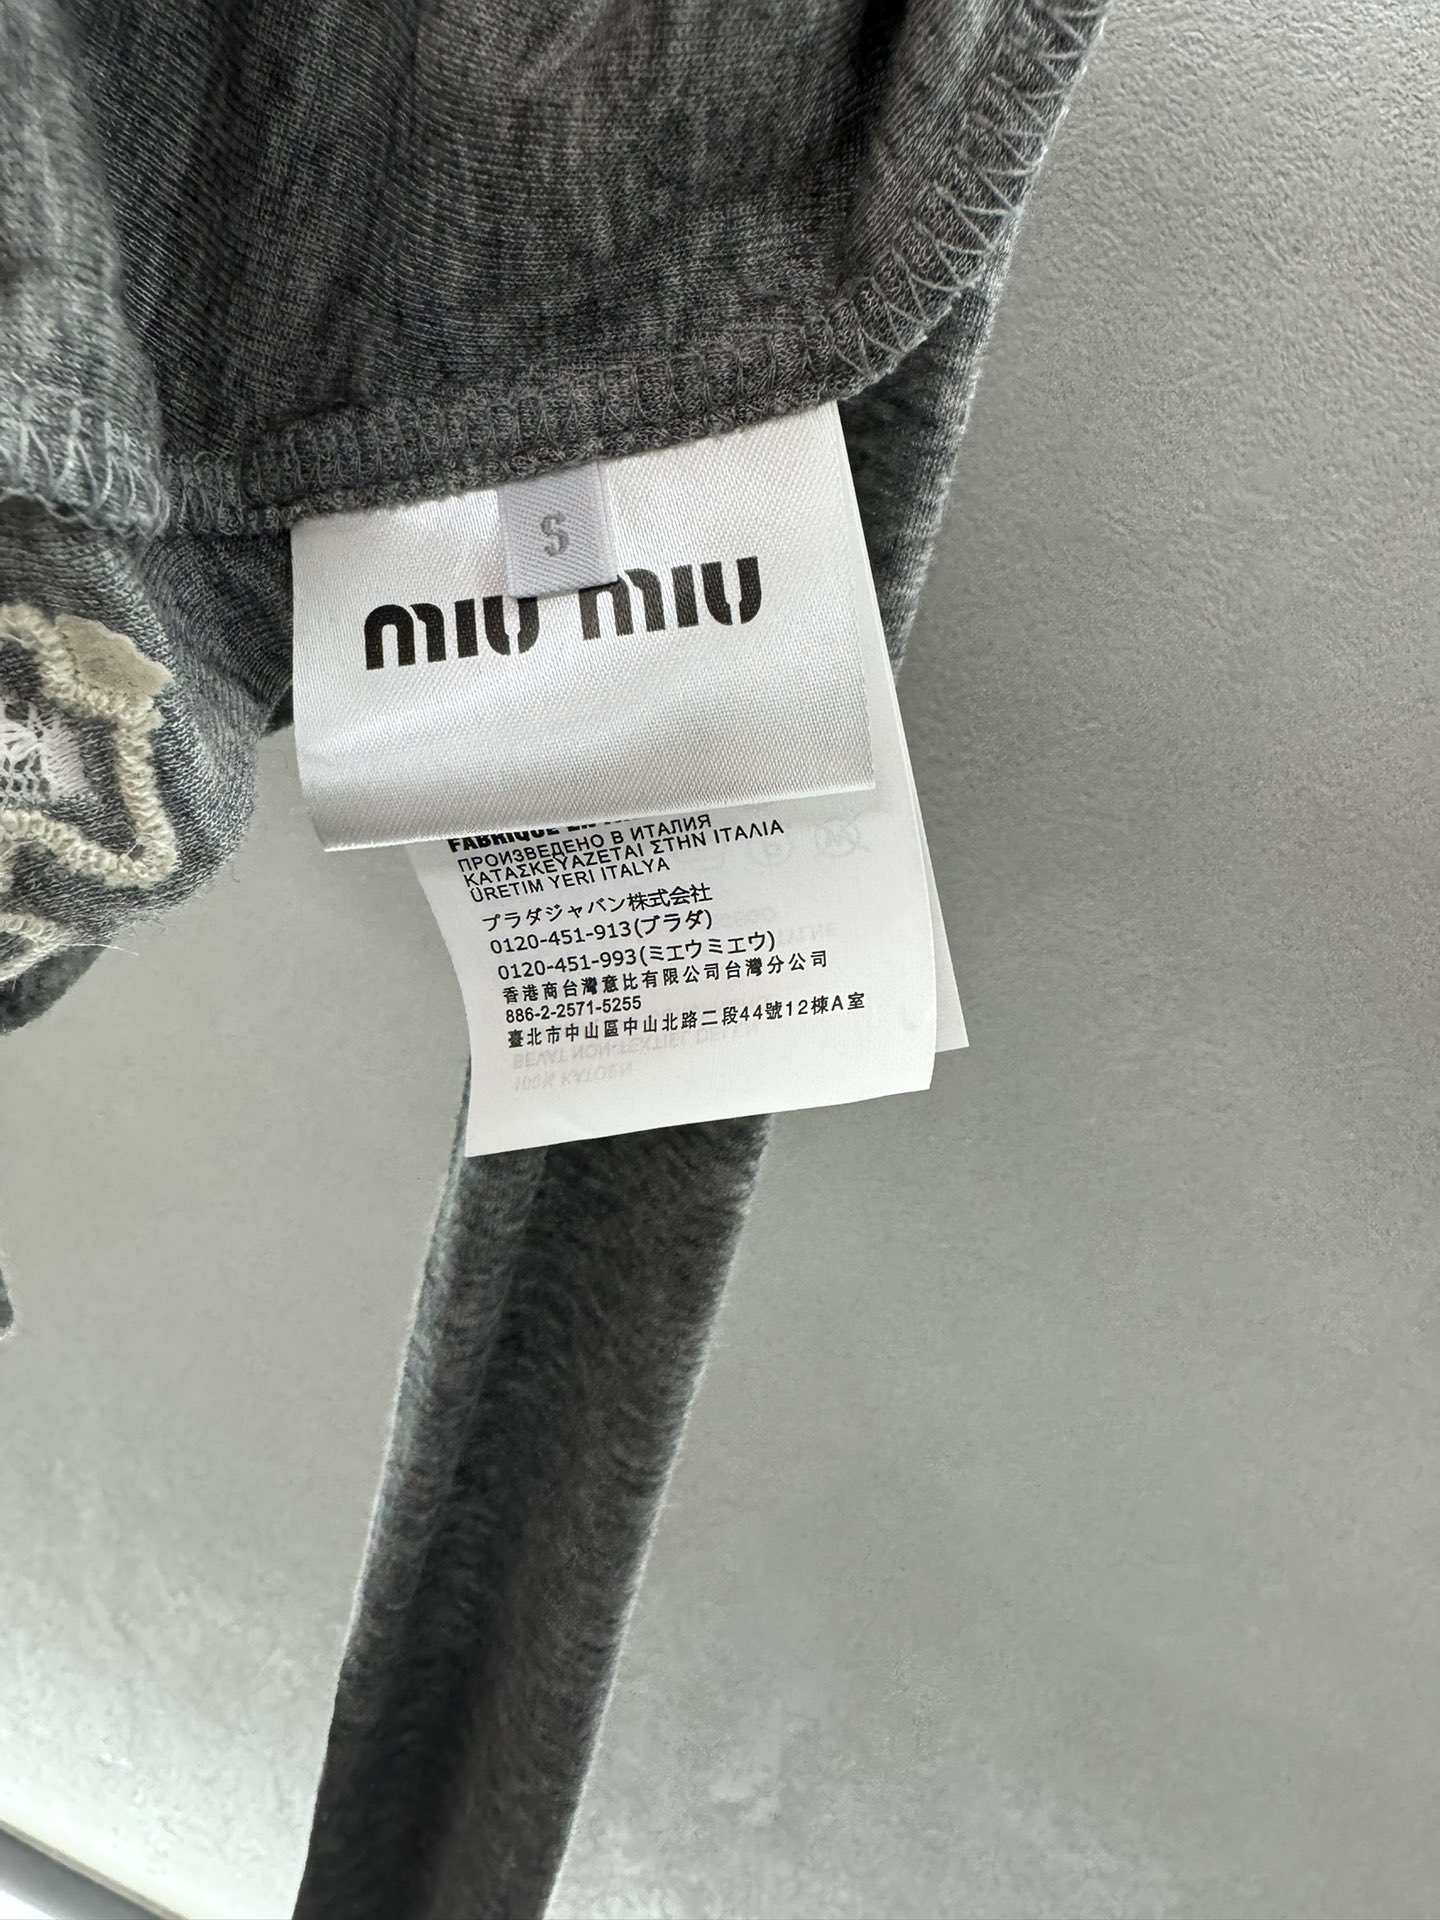 S
miu miu
FABRIQUE EN
ПРОИЗВЕДЕНО В ИТАЛИЯ
ΚΑΤΑΣΚΕΥΑΖΕΤΑΙ ΣΤΗΝ ΙΤΑΛΙΑ
ÜRETIM YERI ITALYA
プラダジャパン株式会社
0120-451-913(プラダ)
0120-451-993(ミエウミエウ)
香港商台灣意比有限公司台灣分公司
886-2-2571-5255
臺北市中山區中山北路二段44號12棟A室